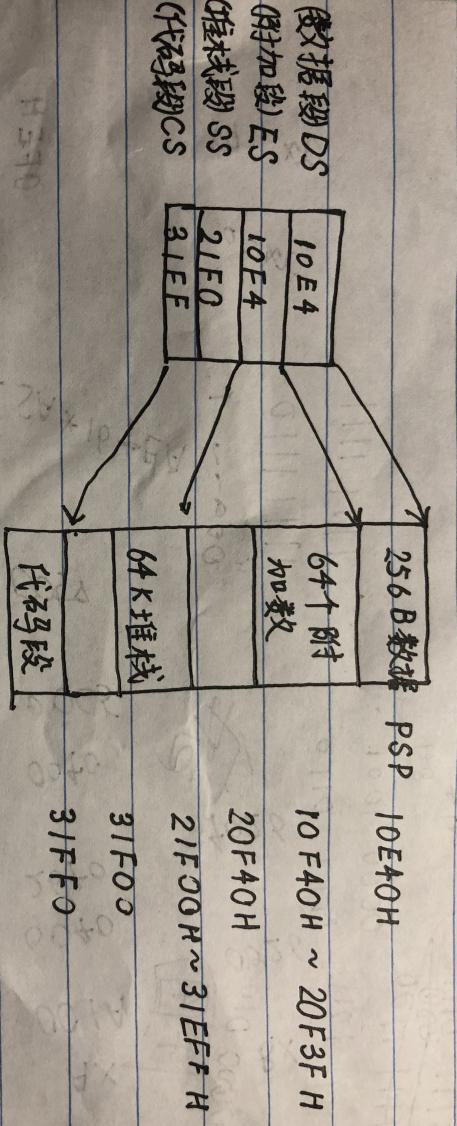 (数据段)DS 10E4 256B数据 PSP 10E40H
(附加段)ES 10F4 64个附 10F40H~20F3FH
加数
20F40H
(堆栈段)SS 21F0 64K堆栈 21F00H~31EFFH
31F00
(代码段)CS 31FF 代码段 31FF0